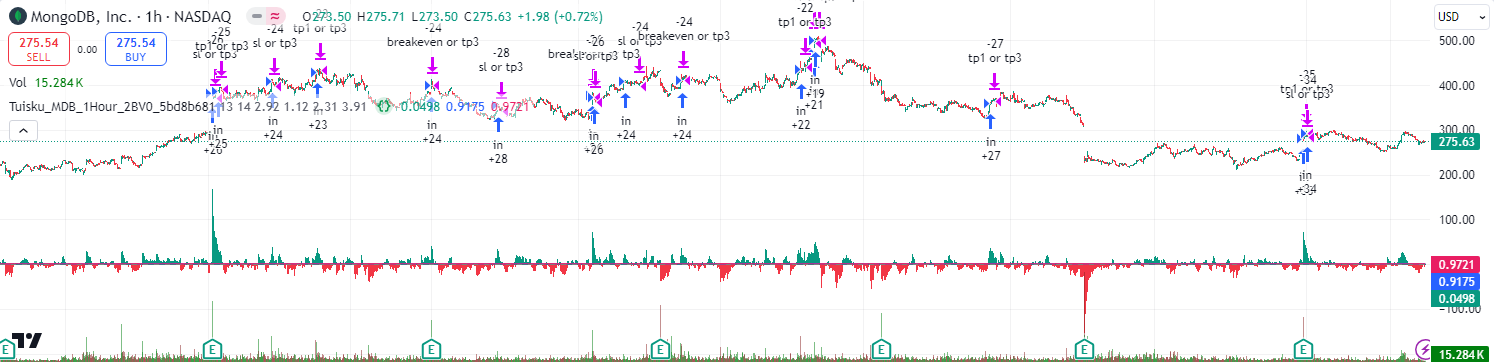 MongoDB, Inc. · 1h · NASDAQ
O273.50 H275.71 L273.50 C275.63 +1.98 (+0.72%)
USD
275.54
SELL
0.00
275.54
BUY
Vol 15.284 K
Tuisku_MDB_1Hour_2BV0_5bd8b681 13 14 2.92 1.12 2.31 3.91 0.0498 0.9175 0.9721
-25
tp1 or tp3
sl or tp3
in
+25
-24
sl or tp3
in
+24
tp1 or tp3
in
+23
-24
breakeven or tp3
in
+24
-28
sl or tp3
in
+28
-26
sl or tp3
in
+26
-24
sl or tp3
in
+24
-24
breakeven or tp3
in
+24
-22
tp1 or tp3
in
+19
+21
in
+22
-27
tp1 or tp3
in
+27
-35
-34
tp1 or tp3
sl or tp3
in
+34
500.00
400.00
300.00
275.63
200.00
100.00
0.9721
0.9175
0.0498
-100.00
15.284 K
E
E
E
E
E
E
E